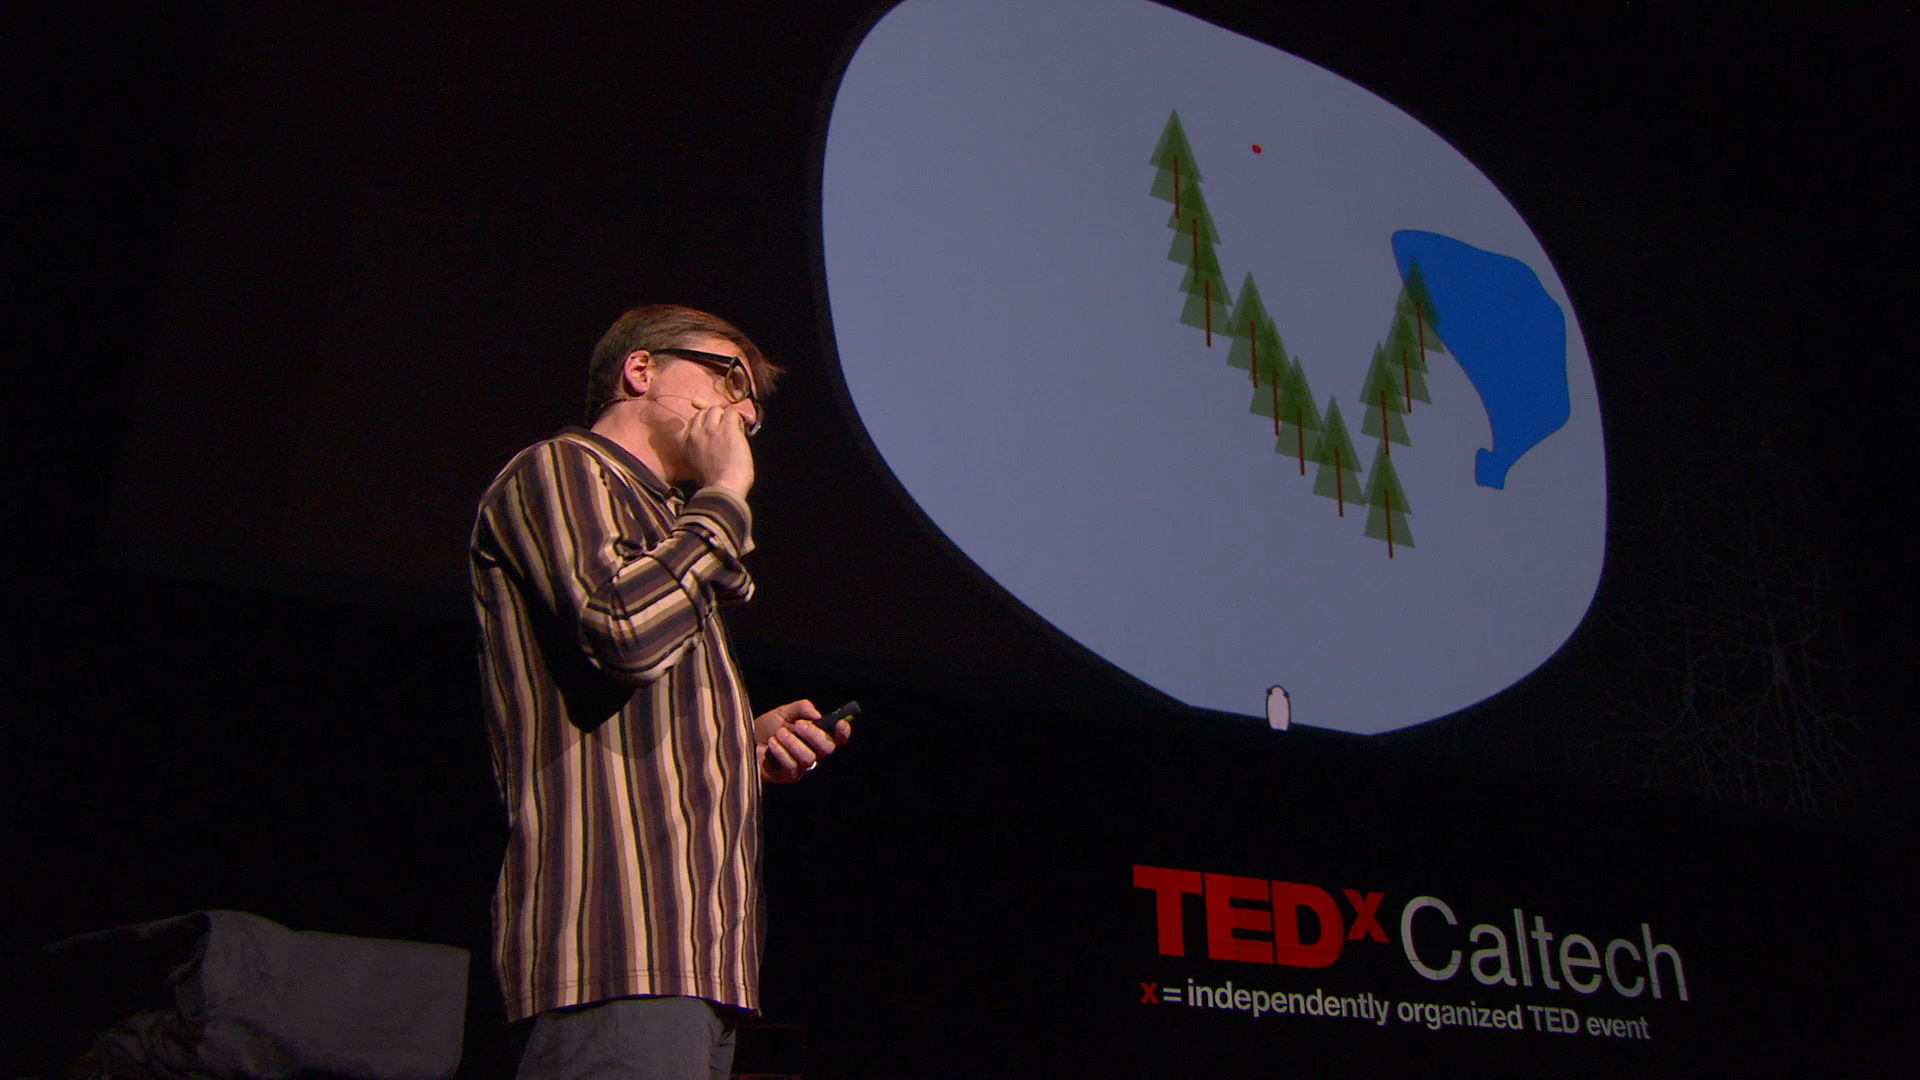 TEDx Caltech
x = independently organized TED event